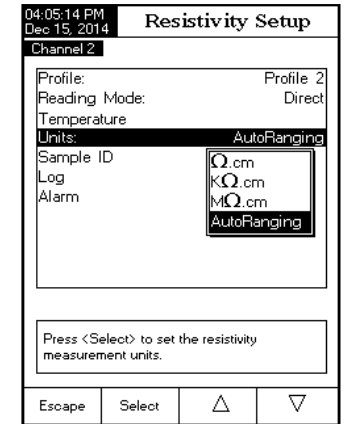 04:05:14 PM
Dec 15, 2014
Resistivity Setup
Channel 2
Profile: Profile 2
Reading Mode: Direct
Temperature
Units: AutoRanging
Sample ID
Log
Alarm
Ω.cm
KΩ.cm
MΩ.cm
AutoRanging
Press <Select> to set the resistivity
measurement units.
Escape Select △ ▽